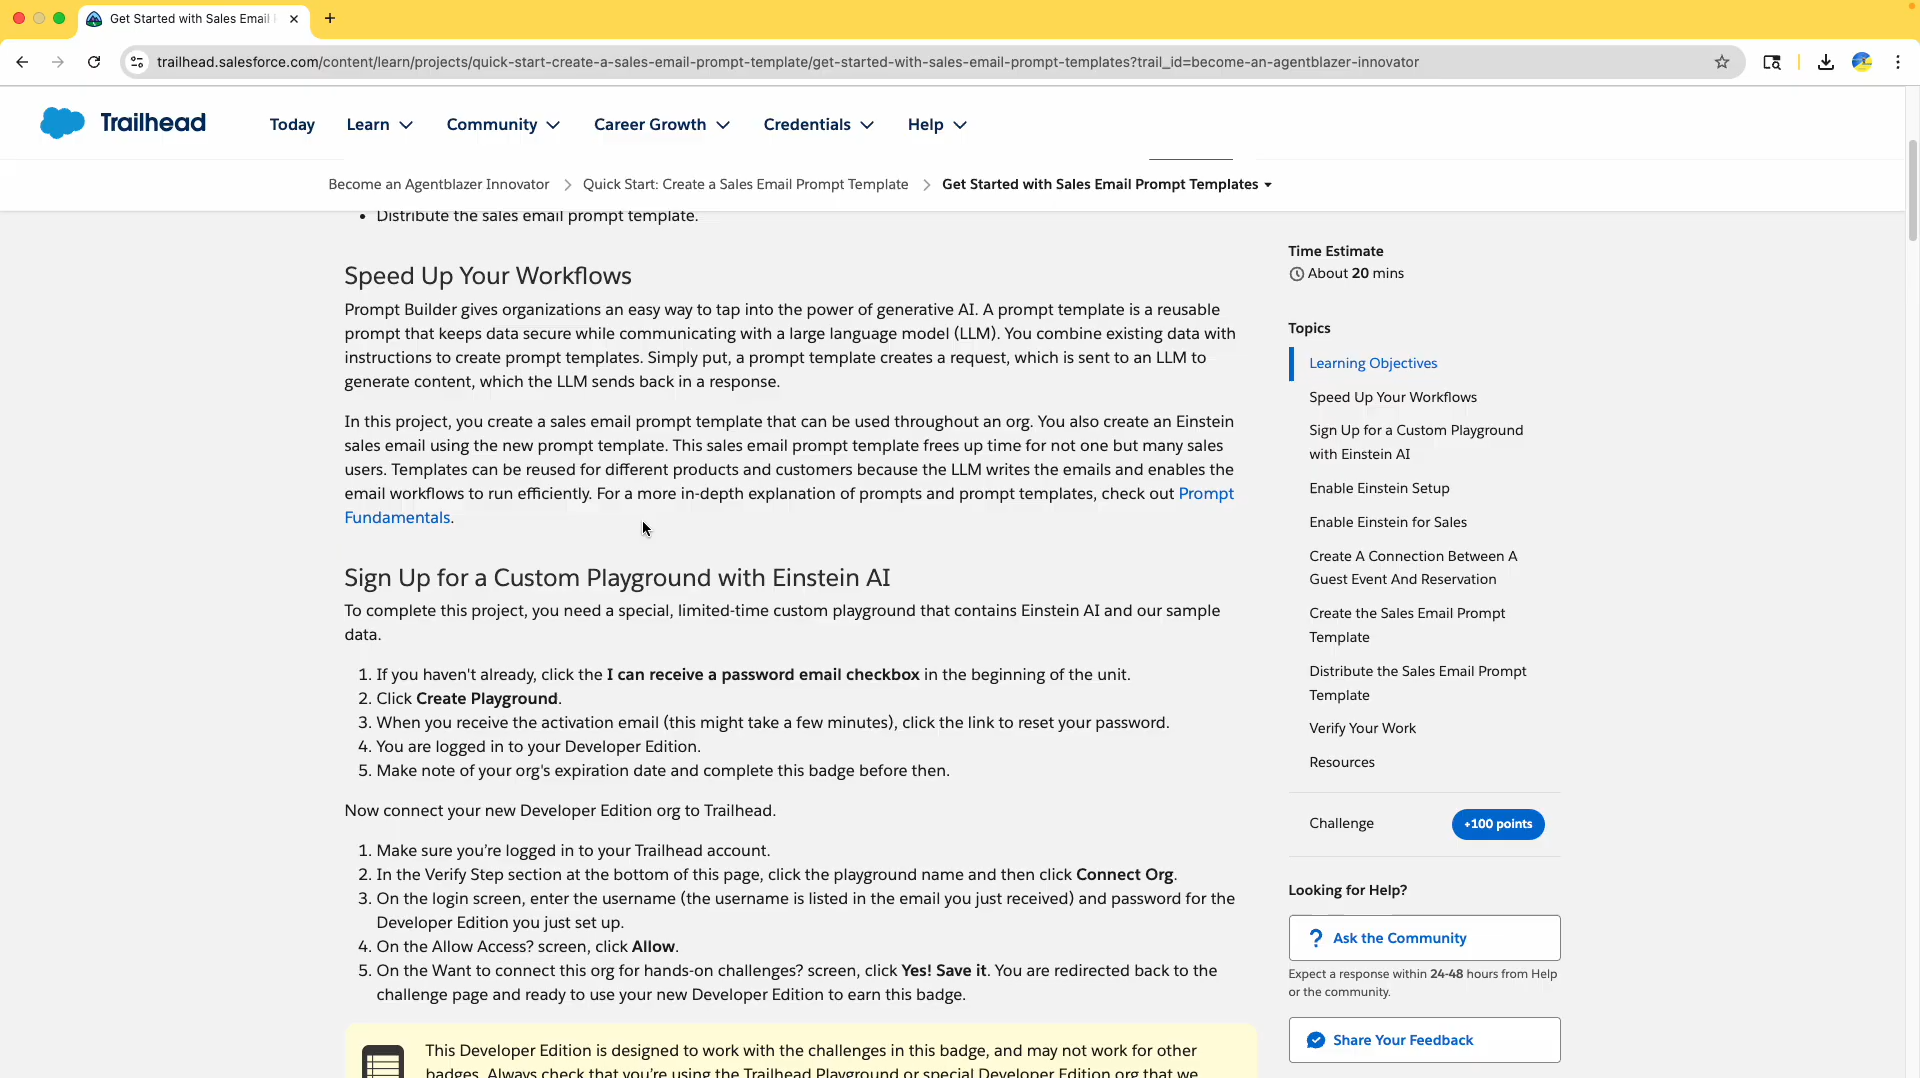 Get Started with Sales Email
trailhead.salesforce.com/content/learn/projects/quick-start-create-a-sales-email-prompt-template/get-started-with-sales-email-prompt-templates?trail_id=become-an-agentblazer-innovator
Trailhead
Today
Learn
Community
Career Growth
Credentials
Help
Become an Agentblazer Innovator
Quick Start: Create a Sales Email Prompt Template
Get Started with Sales Email Prompt Templates
• Distribute the sales email prompt template.
Speed Up Your Workflows
Prompt Builder gives organizations an easy way to tap into the power of generative AI. A prompt template is a reusable
prompt that keeps data secure while communicating with a large language model (LLM). You combine existing data with
instructions to create prompt templates. Simply put, a prompt template creates a request, which is sent to an LLM to
generate content, which the LLM sends back in a response.
In this project, you create a sales email prompt template that can be used throughout an org. You also create an Einstein
sales email using the new prompt template. This sales email prompt template frees up time for not one but many sales
users. Templates can be reused for different products and customers because the LLM writes the emails and enables the
email workflows to run efficiently. For a more in-depth explanation of prompts and prompt templates, check out Prompt
Fundamentals.
Sign Up for a Custom Playground with Einstein AI
To complete this project, you need a special, limited-time custom playground that contains Einstein AI and our sample
data.
1. If you haven't already, click the I can receive a password email checkbox in the beginning of the unit.
2. Click Create Playground.
3. When you receive the activation email (this might take a few minutes), click the link to reset your password.
4. You are logged in to your Developer Edition.
5. Make note of your org's expiration date and complete this badge before then.
Now connect your new Developer Edition org to Trailhead.
1. Make sure you’re logged in to your Trailhead account.
2. In the Verify Step section at the bottom of this page, click the playground name and then click Connect Org.
3. On the login screen, enter the username (the username is listed in the email you just received) and password for the
Developer Edition you just set up.
4. On the Allow Access? screen, click Allow.
5. On the Want to connect this org for hands-on challenges? screen, click Yes! Save it. You are redirected back to the
challenge page and ready to use your new Developer Edition to earn this badge.
This Developer Edition is designed to work with the challenges in this badge, and may not work for other
badges. Always check that you’re using the Trailhead Playground or special Developer Edition org that we
Time Estimate
About 20 mins
Topics
Learning Objectives
Speed Up Your Workflows
Sign Up for a Custom Playground
with Einstein AI
Enable Einstein Setup
Enable Einstein for Sales
Create A Connection Between A
Guest Event And Reservation
Create the Sales Email Prompt
Template
Distribute the Sales Email Prompt
Template
Verify Your Work
Resources
Challenge
+100 points
Looking for Help?
? Ask the Community
Expect a response within 24-48 hours from Help
or the community.
Share Your Feedback